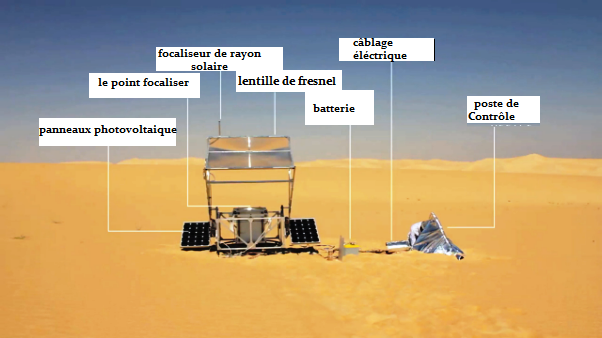 focaliseur de rayon
solaire
câblage
éléctrique
le point focaliser
lentille de fresnel
batterie
poste de
Contrôle
panneaux photovoltaique